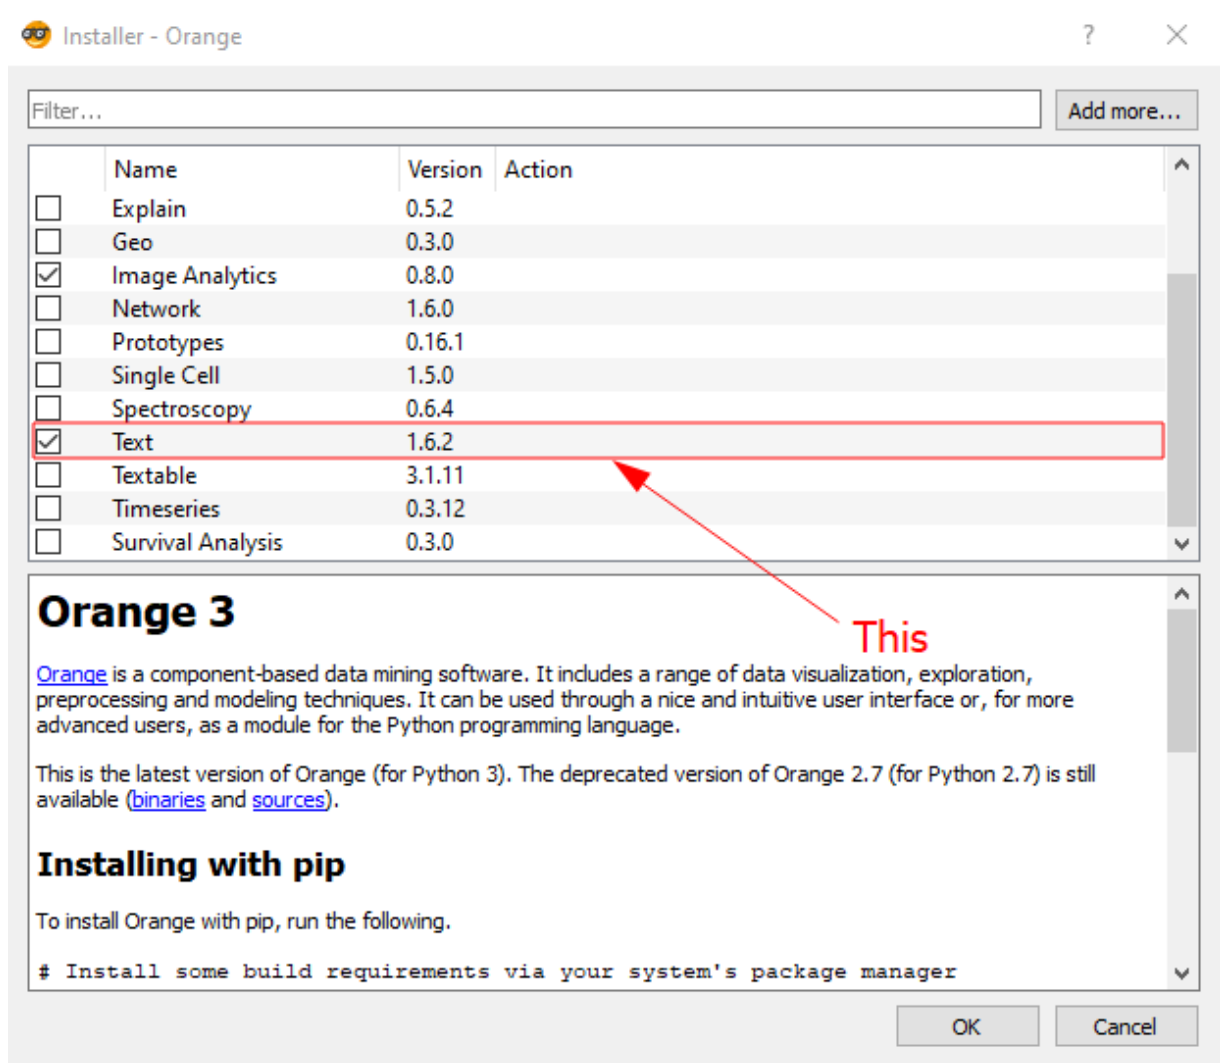 Installer - Orange
?
Filter...
Add more...
Name Version Action
Explain 0.5.2
Geo 0.3.0
Image Analytics 0.8.0
Network 1.6.0
Prototypes 0.16.1
Single Cell 1.5.0
Spectroscopy 0.6.4
Text 1.6.2
Textable 3.1.11
Timeseries 0.3.12
Survival Analysis 0.3.0
This
Orange 3
Orange is a component-based data mining software. It includes a range of data visualization, exploration,
preprocessing and modeling techniques. It can be used through a nice and intuitive user interface or, for more
advanced users, as a module for the Python programming language.
This is the latest version of Orange (for Python 3). The deprecated version of Orange 2.7 (for Python 2.7) is still
available (binaries and sources).
Installing with pip
To install Orange with pip, run the following.
# Install some build requirements via your system's package manager
OK
Cancel